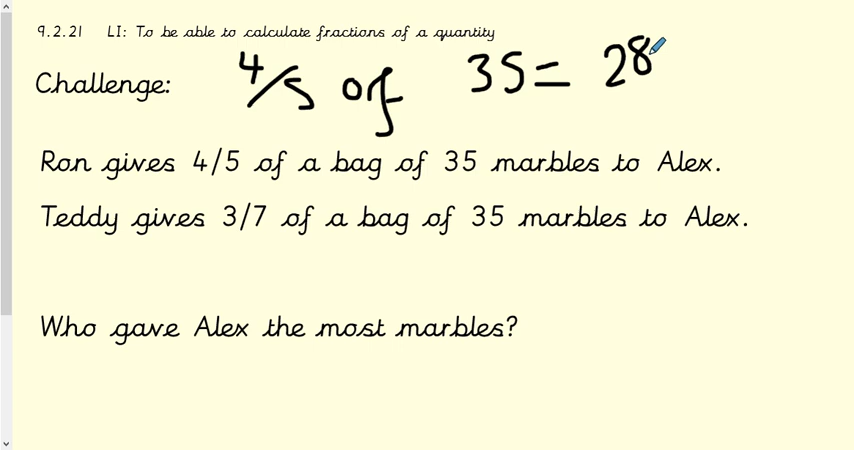 9.2.21 LI: To be able to calculate fractions of a quantity
Challenge: 4/5 of 35 = 28
Ron gives 4/5 of a bag of 35 marbles to Alex.
Teddy gives 3/7 of a bag of 35 marbles to Alex.
Who gave Alex the most marbles?